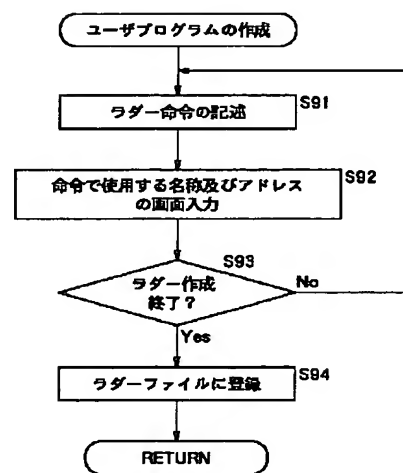 ユーザプログラムの作成
ラダー命令の記述
S91
命令で使用する名称及びアドレス
の画面入力
S92
S93
ラダー作成
終了?
No
Yes
ラダーファイルに登録
S94
RETURN